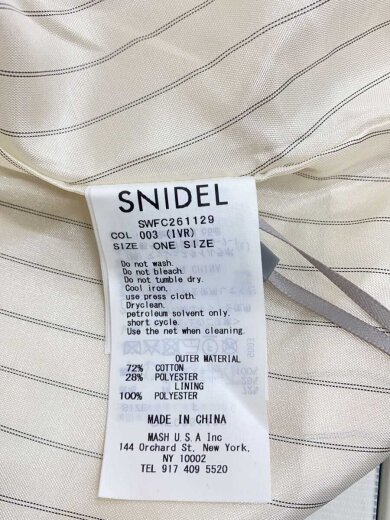 SNIDEL
SWFC261129
COL 003 (IVR)
SIZE ONE SIZE
Do not wash.
Do not bleach.
Do not tumble dry.
Cool iron,
use press cloth.
Dryclean.
petroleum solvent only.
short cycle.
Use the net when cleaning.
OUTER MATERIAL
72% COTTON
28% POLYESTER
LINING
100% POLYESTER
MADE IN CHINA
MASH U.S.A Inc
144 Orchard St, New York,
NY 10002
TEL 917 409 5520